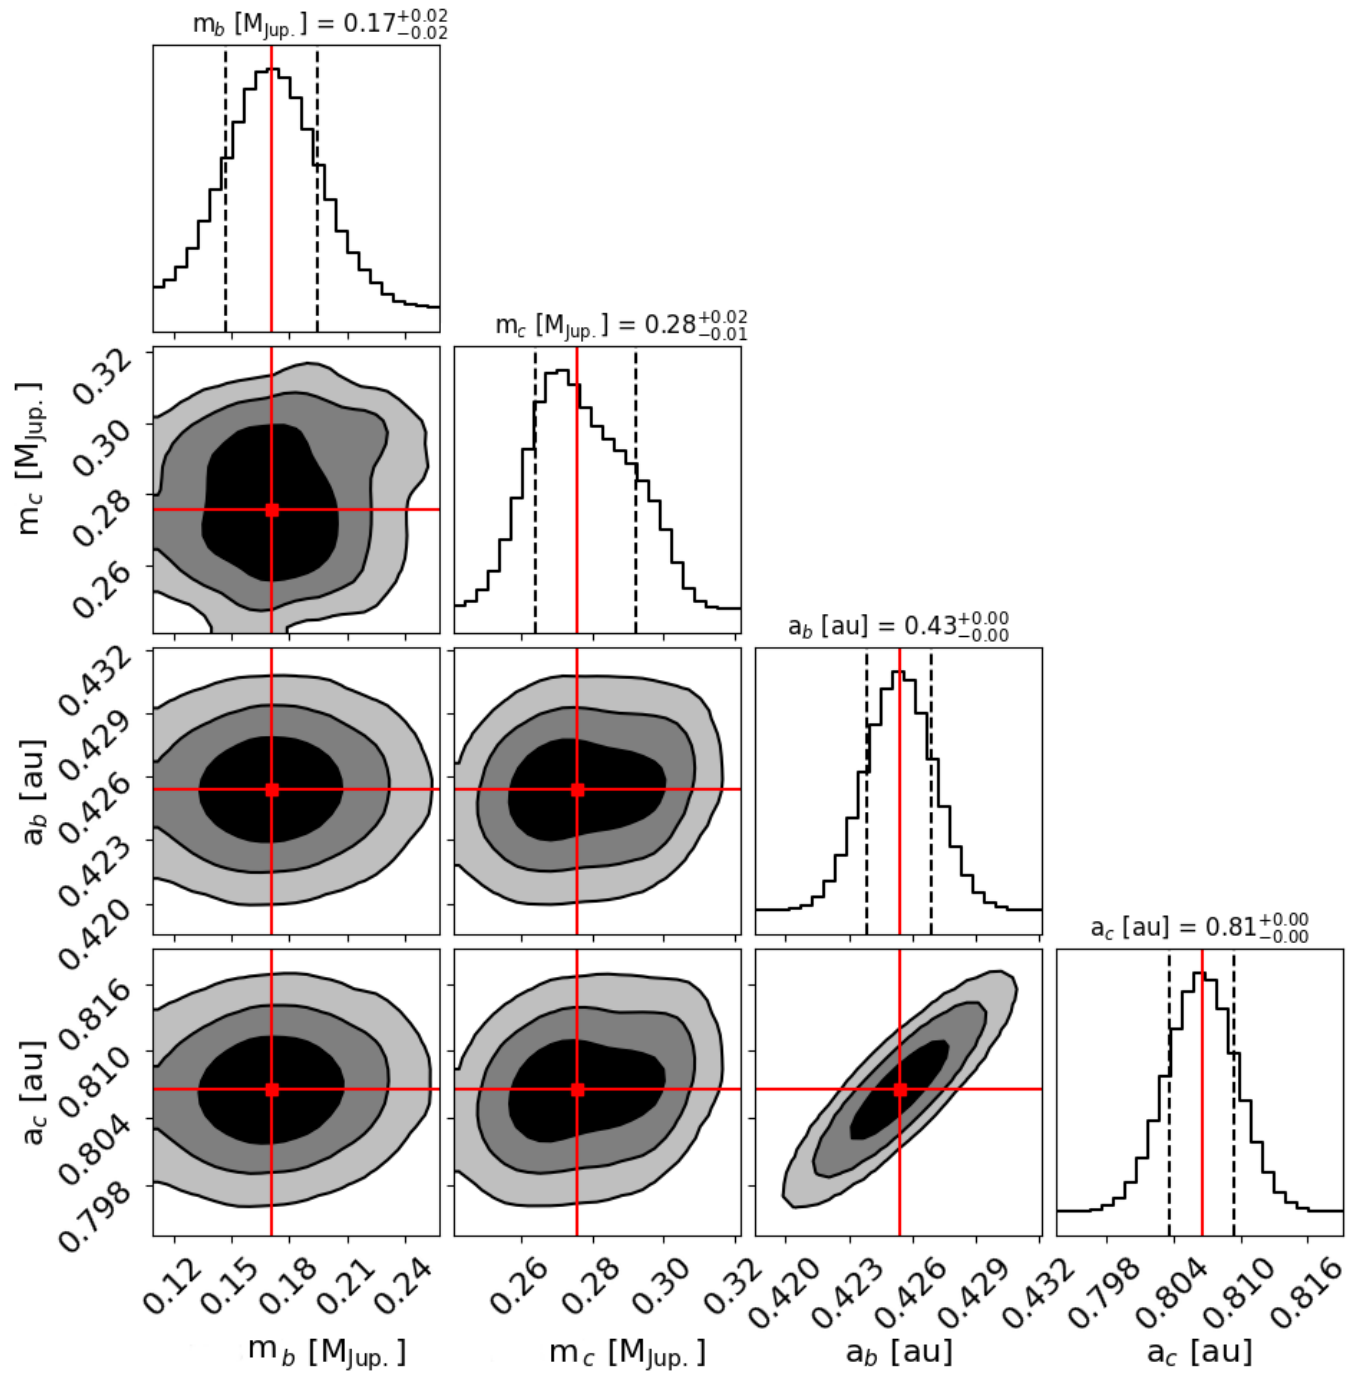 m_b [M_Jup.] = 0.17^{+0.02}_{−0.02}
m_c [M_Jup.] = 0.28^{+0.02}_{−0.01}
0.32
0.30
0.28
0.26
m_c [M_Jup.]
a_b [au] = 0.43^{+0.00}_{−0.00}
0.432
0.429
0.426
0.423
0.420
a_b [au]
a_c [au] = 0.81^{+0.00}_{−0.00}
0.816
0.810
0.804
0.798
a_c [au]
0.12 0.15 0.18 0.21 0.24
0.26 0.28 0.30 0.32
0.420 0.423 0.426 0.429 0.432
0.798 0.804 0.810 0.816
m_b [M_Jup.]
m_c [M_Jup.]
a_b [au]
a_c [au]